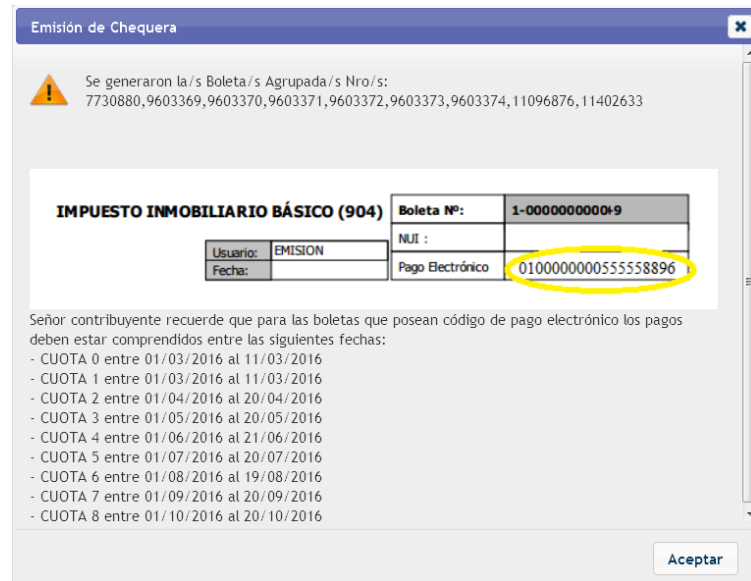 Emisión de Chequera
Se generaron la/s Boleta/s Agrupada/s Nro/s:
7730880,9603369,9603370,9603371,9603372,9603373,9603374,11096876,11402633
IMPUESTO INMOBILIARIO BÁSICO (904)
Boleta Nº: 1-0000000000+9
NUI :
Usuario: EMISION
Fecha:
Pago Electrónico 0100000000555558896
Señor contribuyente recuerde que para las boletas que posean código de pago electrónico los pagos
deben estar comprendidos entre las siguientes fechas:
- CUOTA 0 entre 01/03/2016 al 11/03/2016
- CUOTA 1 entre 01/03/2016 al 11/03/2016
- CUOTA 2 entre 01/04/2016 al 20/04/2016
- CUOTA 3 entre 01/05/2016 al 20/05/2016
- CUOTA 4 entre 01/06/2016 al 21/06/2016
- CUOTA 5 entre 01/07/2016 al 20/07/2016
- CUOTA 6 entre 01/08/2016 al 19/08/2016
- CUOTA 7 entre 01/09/2016 al 20/09/2016
- CUOTA 8 entre 01/10/2016 al 20/10/2016
Aceptar